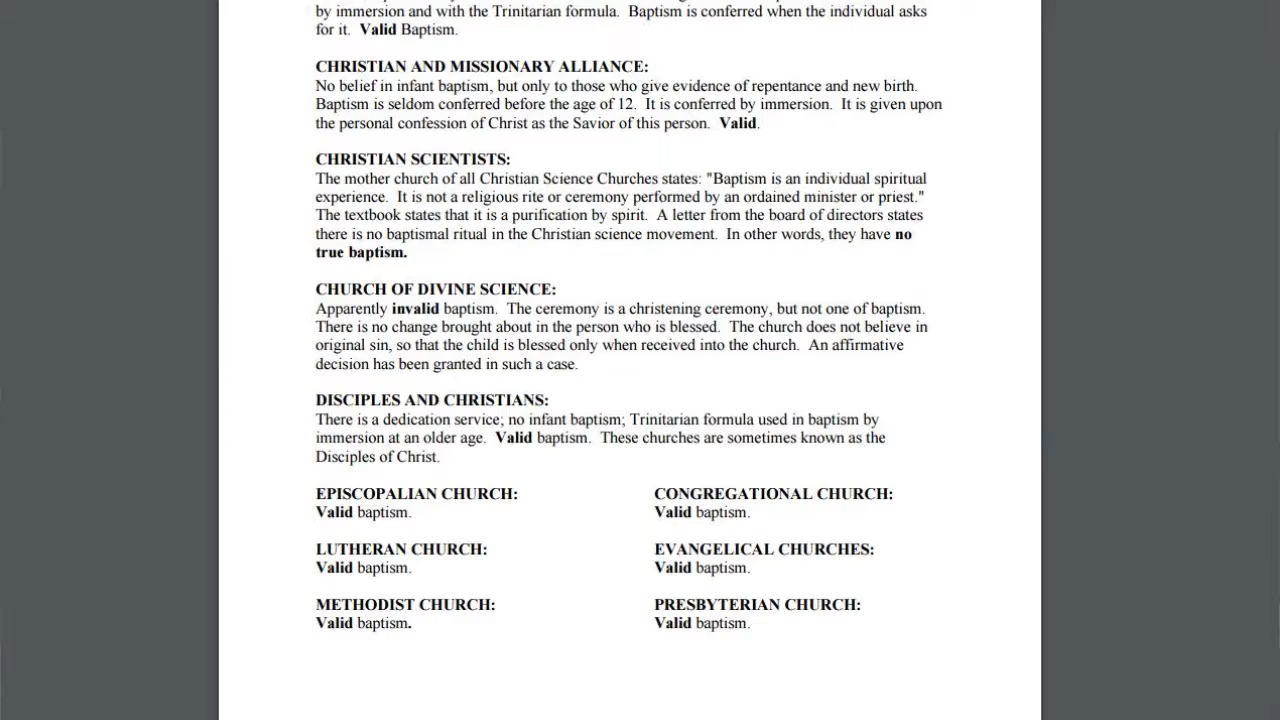 by immersion and with the Trinitarian formula.  Baptism is conferred when the individual asks
for it.  Valid Baptism.
CHRISTIAN AND MISSIONARY ALLIANCE:
No belief in infant baptism, but only to those who give evidence of repentance and new birth.
Baptism is seldom conferred before the age of 12.  It is conferred by immersion.  It is given upon
the personal confession of Christ as the Savior of this person.  Valid.
CHRISTIAN SCIENTISTS:
The mother church of all Christian Science Churches states: "Baptism is an individual spiritual
experience.  It is not a religious rite or ceremony performed by an ordained minister or priest."
The textbook states that it is a purification by spirit.  A letter from the board of directors states
there is no baptismal ritual in the Christian science movement.  In other words, they have no
true baptism.
CHURCH OF DIVINE SCIENCE:
Apparently invalid baptism.  The ceremony is a christening ceremony, but not one of baptism.
There is no change brought about in the person who is blessed.  The church does not believe in
original sin, so that the child is blessed only when received into the church.  An affirmative
decision has been granted in such a case.
DISCIPLES AND CHRISTIANS:
There is a dedication service; no infant baptism; Trinitarian formula used in baptism by
immersion at an older age.  Valid baptism.  These churches are sometimes known as the
Disciples of Christ.
EPISCOPALIAN CHURCH:
Valid baptism.
CONGREGATIONAL CHURCH:
Valid baptism.
LUTHERAN CHURCH:
Valid baptism.
EVANGELICAL CHURCHES:
Valid baptism.
METHODIST CHURCH:
Valid baptism.
PRESBYTERIAN CHURCH:
Valid baptism.